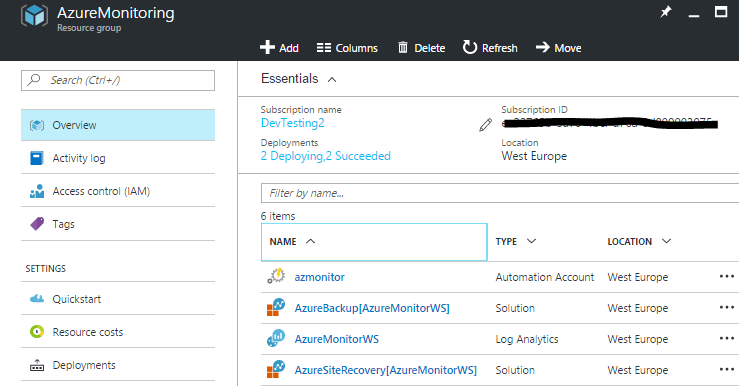 AzureMonitoring
Resource group
Add Columns Delete Refresh Move
Search (Ctrl+/)
Overview
Activity log
Access control (IAM)
Tags
SETTINGS
Quickstart
Resource costs
Deployments
Essentials
Subscription name
DevTesting2
Deployments
2 Deploying,2 Succeeded
Subscription ID
Location
West Europe
Filter by name...
6 items
NAME TYPE LOCATION
azmonitor Automation Account West Europe
AzureBackup[AzureMonitorWS] Solution West Europe
AzureMonitorWS Log Analytics West Europe
AzureSiteRecovery[AzureMonitorWS] Solution West Europe